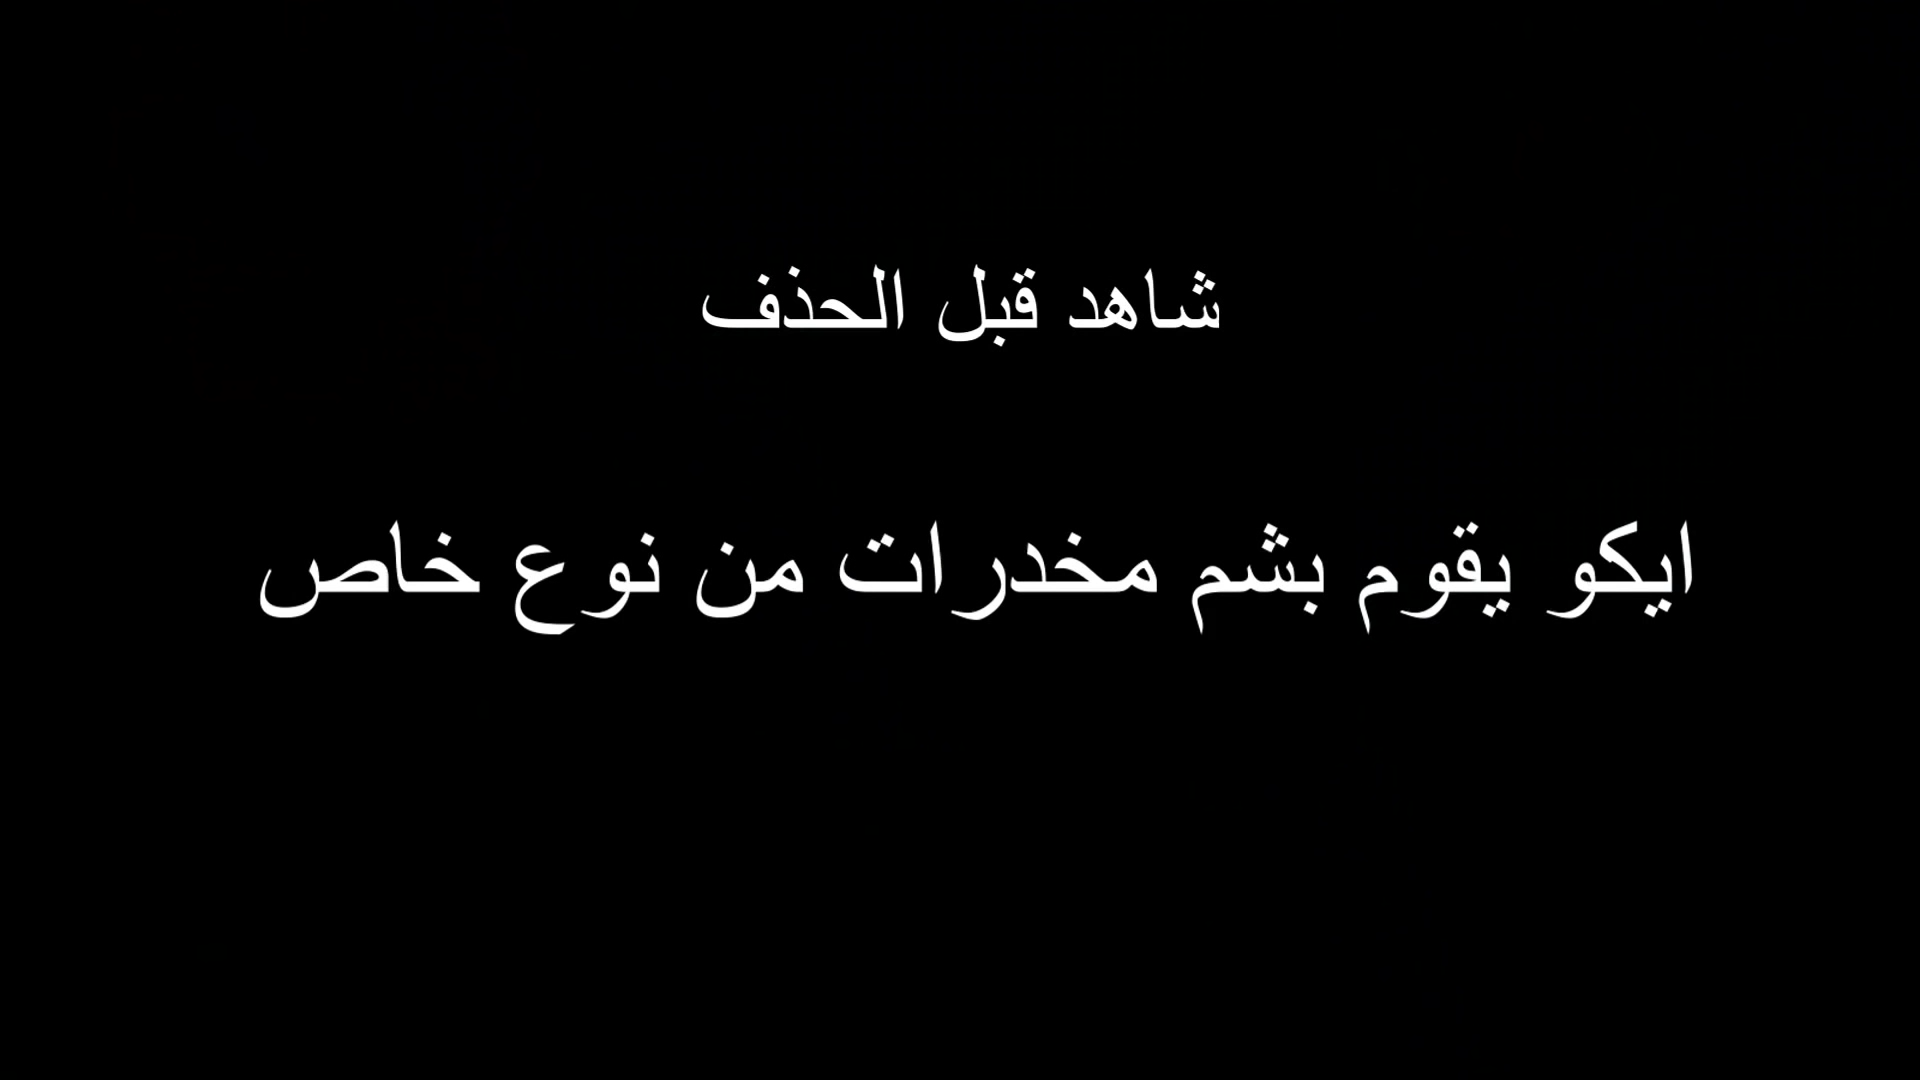 شاهد قبل الحذف
ايكو يقوم بشم مخدرات من نوع خاص